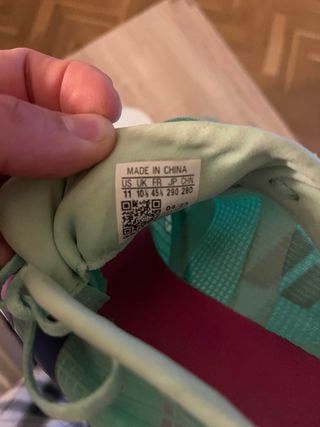 MADE IN CHINA
US UK FR JP CHN
11 10½ 45⅓ 290 280